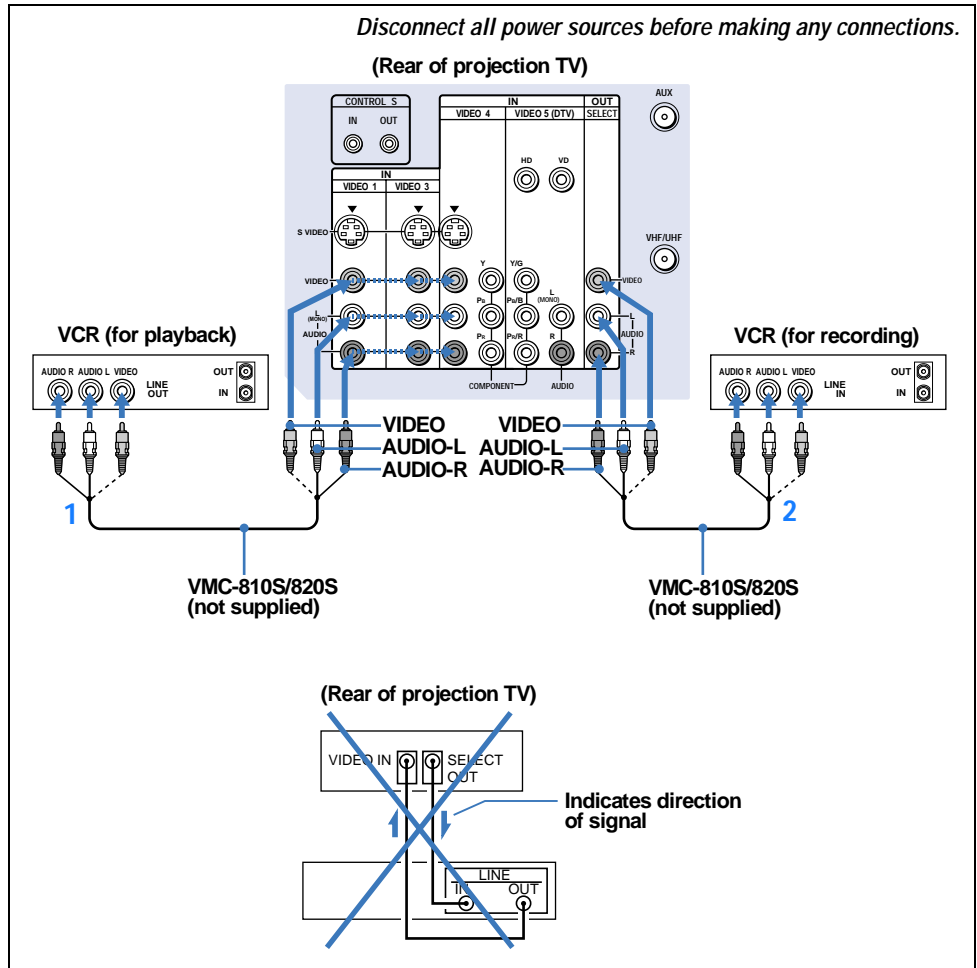 Disconnect all power sources before making any connections.
(Rear of projection TV)
AUX
CONTROL S
IN OUT
IN OUT
VIDEO 4 VIDEO 5 (DTV) SELECT
HD VD
IN
VIDEO 1 VIDEO 3
S VIDEO
VHF/UHF
Y Y/G
VIDEO
VIDEO
L
(MONO)
PB PB/B
L
(MONO)
AUDIO
L
AUDIO
R
PR PR/R R
COMPONENT AUDIO
VCR (for playback)
AUDIO R AUDIO L VIDEO
LINE
OUT
OUT
IN
VCR (for recording)
AUDIO R AUDIO L VIDEO
LINE
IN
OUT
IN
VIDEO VIDEO
AUDIO-L AUDIO-L
AUDIO-R AUDIO-R
1
2
VMC-810S/820S
(not supplied)
VMC-810S/820S
(not supplied)
(Rear of projection TV)
VIDEO IN SELECT
OUT
Indicates direction
of signal
LINE
IN OUT